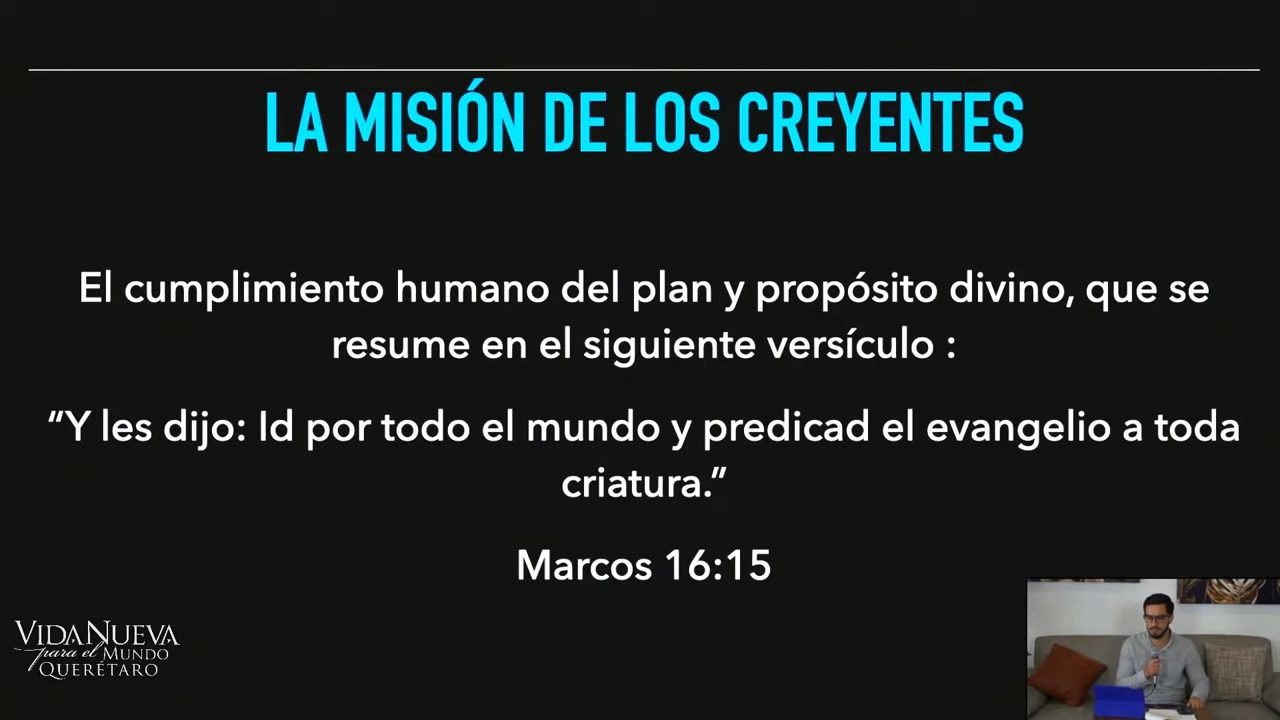 LA MISIÓN DE LOS CREYENTES
El cumplimiento humano del plan y propósito divino, que se
resume en el siguiente versículo :
“Y les dijo: Id por todo el mundo y predicad el evangelio a toda
criatura.”
Marcos 16:15
VIDA NUEVA
para el MUNDO
QUERÉTARO